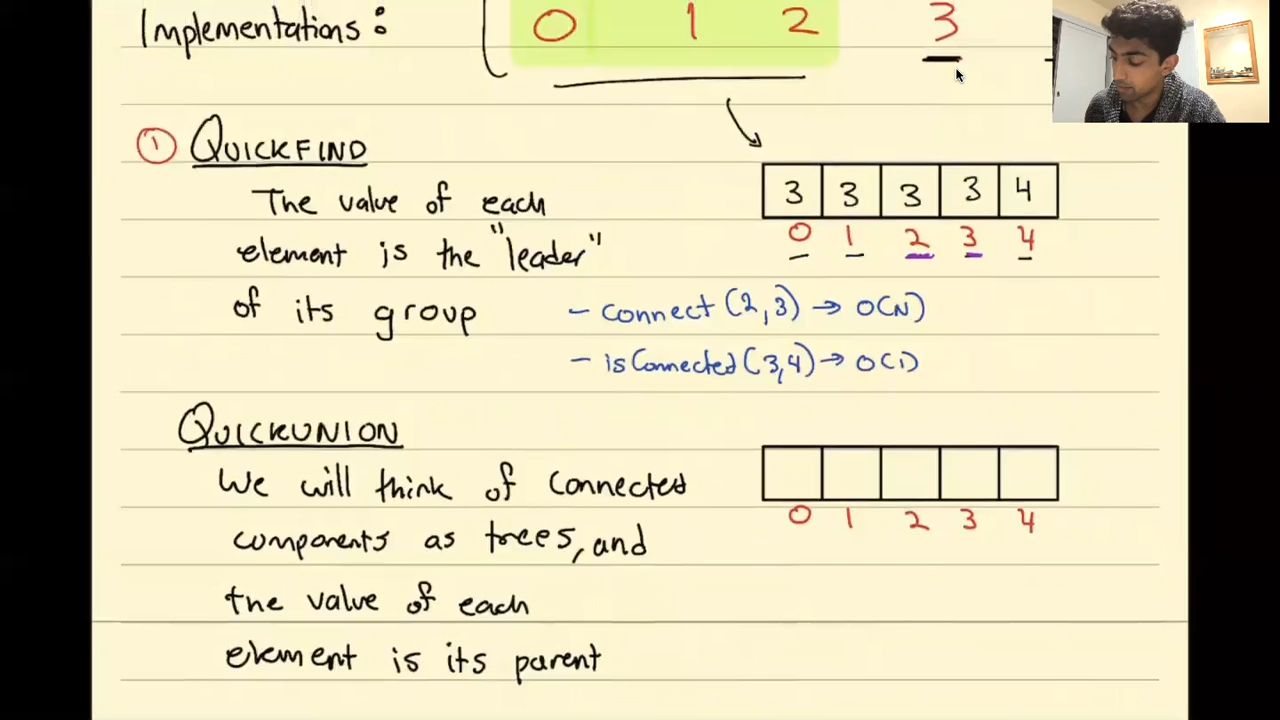 Implementations:
0 1 2 3
① QUICKFIND
The value of each
element is the "leader"
of its group
3 3 3 3 4
0 1 2 3 4
- connect (2,3) → O(N)
- isConnected (3,4) → O(1)
QUICKUNION
We will think of connected
components as trees, and
the value of each
element is its parent
0 1 2 3 4